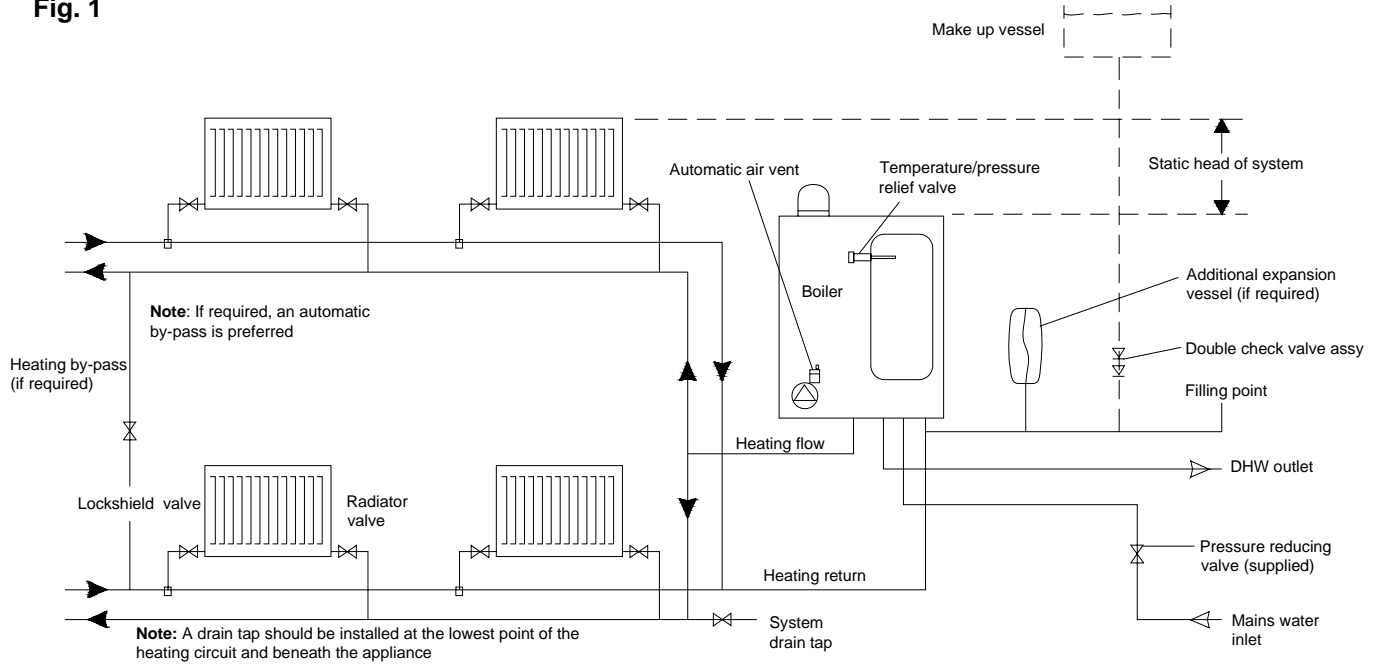 Fig. 1
Make up vessel
Static head of system
Automatic air vent
Temperature/pressure
relief valve
Boiler
Additional expansion
vessel (if required)
Note: If required, an automatic
by-pass is preferred
Heating by-pass
(if required)
Double check valve assy
Filling point
Heating flow
DHW outlet
Lockshield valve
Radiator
valve
Pressure reducing
valve (supplied)
Heating return
Mains water
inlet
System
drain tap
Note: A drain tap should be installed at the lowest point of the
heating circuit and beneath the appliance